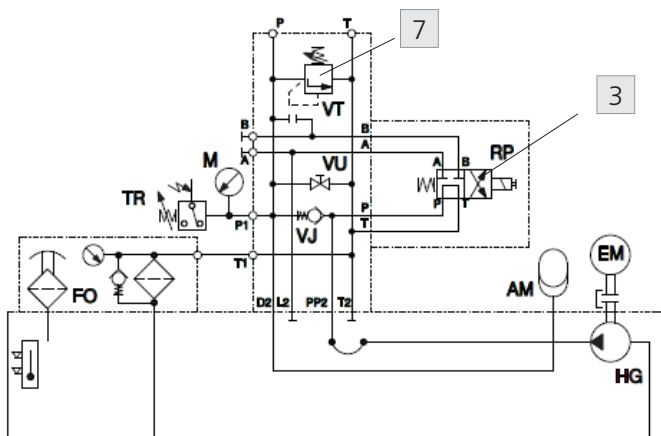 P T
7
VT
3
B B
A A
A B RP
M VU
TR
P
P T
P1 VJ T
EM
T1
FO AM
D2 L2 PP2 T2
HG